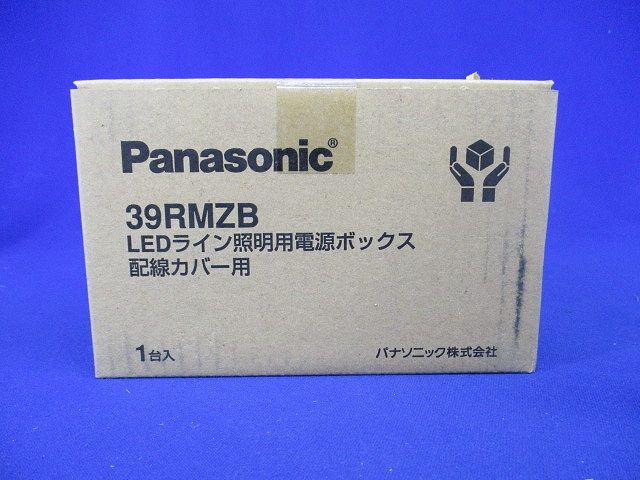 Panasonic®
39RMZB
LEDライン照明用電源ボックス
配線カバー用
1台入
パナソニック株式会社